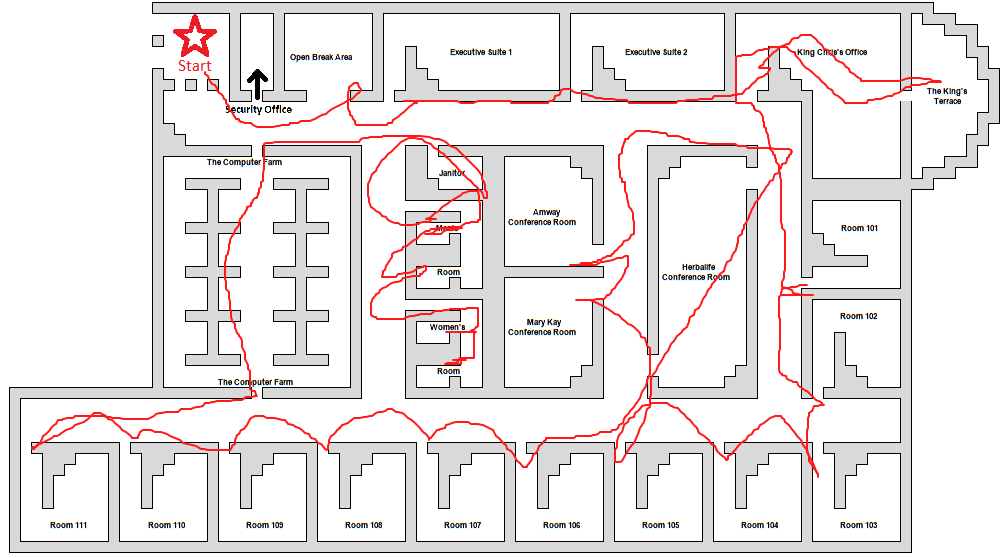 Start
Security Office
Open Break Area
Executive Suite 1
Executive Suite 2
King Chris's Office
The King's
Terrace
The Computer Farm
Janitor
Men's
Room
Women's
Room
Amway
Conference Room
Mary Kay
Conference Room
Herbalife
Conference Room
Room 101
Room 102
The Computer Farm
Room 111
Room 110
Room 109
Room 108
Room 107
Room 106
Room 105
Room 104
Room 103